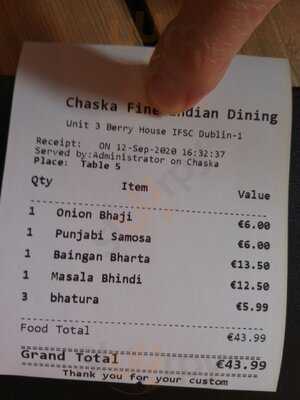 Chaska Fine Indian Dining
Unit 3 Berry House IFSC Dublin-1
Receipt: ON 12-Sep-2020 16:32:37
Served by:Administrator on Chaska
Place: Table 5
Qty Item Value
1 Onion Bhaji €6.00
1 Punjabi Samosa €6.00
1 Baingan Bharta €13.50
1 Masala Bhindi €12.50
3 bhatura €5.99
Food Total €43.99
Grand Total €43.99
Thank you for your custom